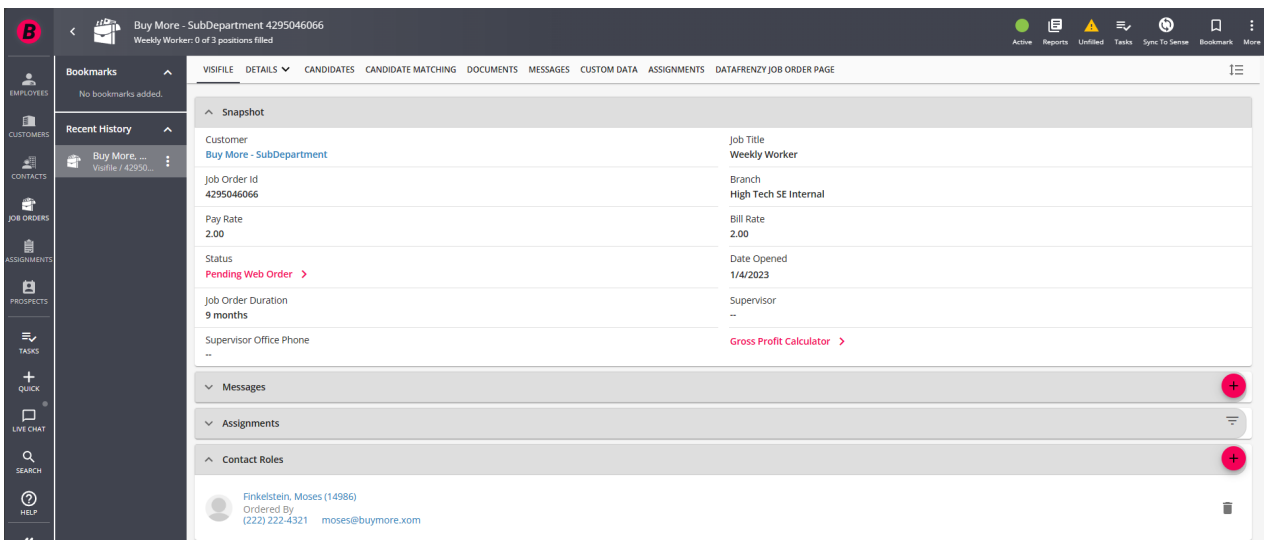 B
Buy More - SubDepartment 4295046066
Weekly Worker: 0 of 3 positions filled
Active
Reports
Unfilled
Tasks
Sync To Sense
Bookmark
More
EMPLOYEES
CUSTOMERS
CONTACTS
JOB ORDERS
ASSIGNMENTS
PROSPECTS
TASKS
QUICK
LIVE CHAT
SEARCH
HELP
Bookmarks
No bookmarks added.
Recent History
Buy More, ...
Visifile / 42950...
VISIFILE DETAILS CANDIDATES CANDIDATE MATCHING DOCUMENTS MESSAGES CUSTOM DATA ASSIGNMENTS DATAFRENZY JOB ORDER PAGE
Snapshot
Customer
Buy More - SubDepartment
Job Title
Weekly Worker
Job Order Id
4295046066
Branch
High Tech SE Internal
Pay Rate
2.00
Bill Rate
2.00
Status
Pending Web Order
Date Opened
1/4/2023
Job Order Duration
9 months
Supervisor
--
Supervisor Office Phone
--
Gross Profit Calculator
Messages
Assignments
Contact Roles
Finkelstein, Moses (14986)
Ordered By
(222) 222-4321 moses@buymore.xom